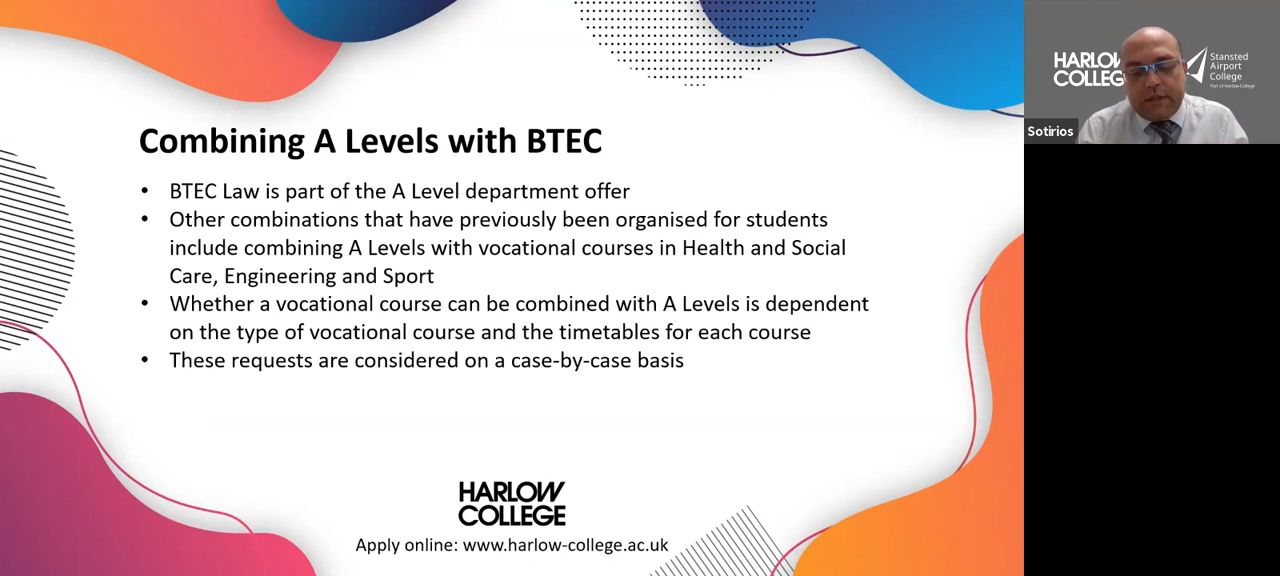 Combining A Levels with BTEC
• BTEC Law is part of the A Level department offer
• Other combinations that have previously been organised for students
include combining A Levels with vocational courses in Health and Social
Care, Engineering and Sport
• Whether a vocational course can be combined with A Levels is dependent
on the type of vocational course and the timetables for each course
• These requests are considered on a case-by-case basis
HARLOW
COLLEGE
Apply online: www.harlow-college.ac.uk
COLLEG
Stansted
Airport
College
Part of Harlow College
Sotirios